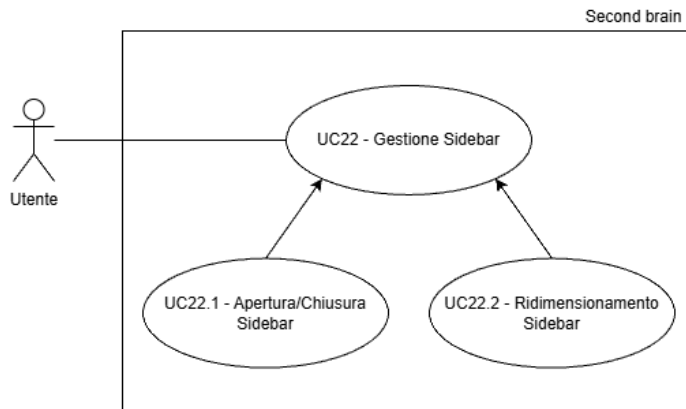 Second brain
UC22 - Gestione Sidebar
Utente
UC22.1 - Apertura/Chiusura
Sidebar
UC22.2 - Ridimensionamento
Sidebar